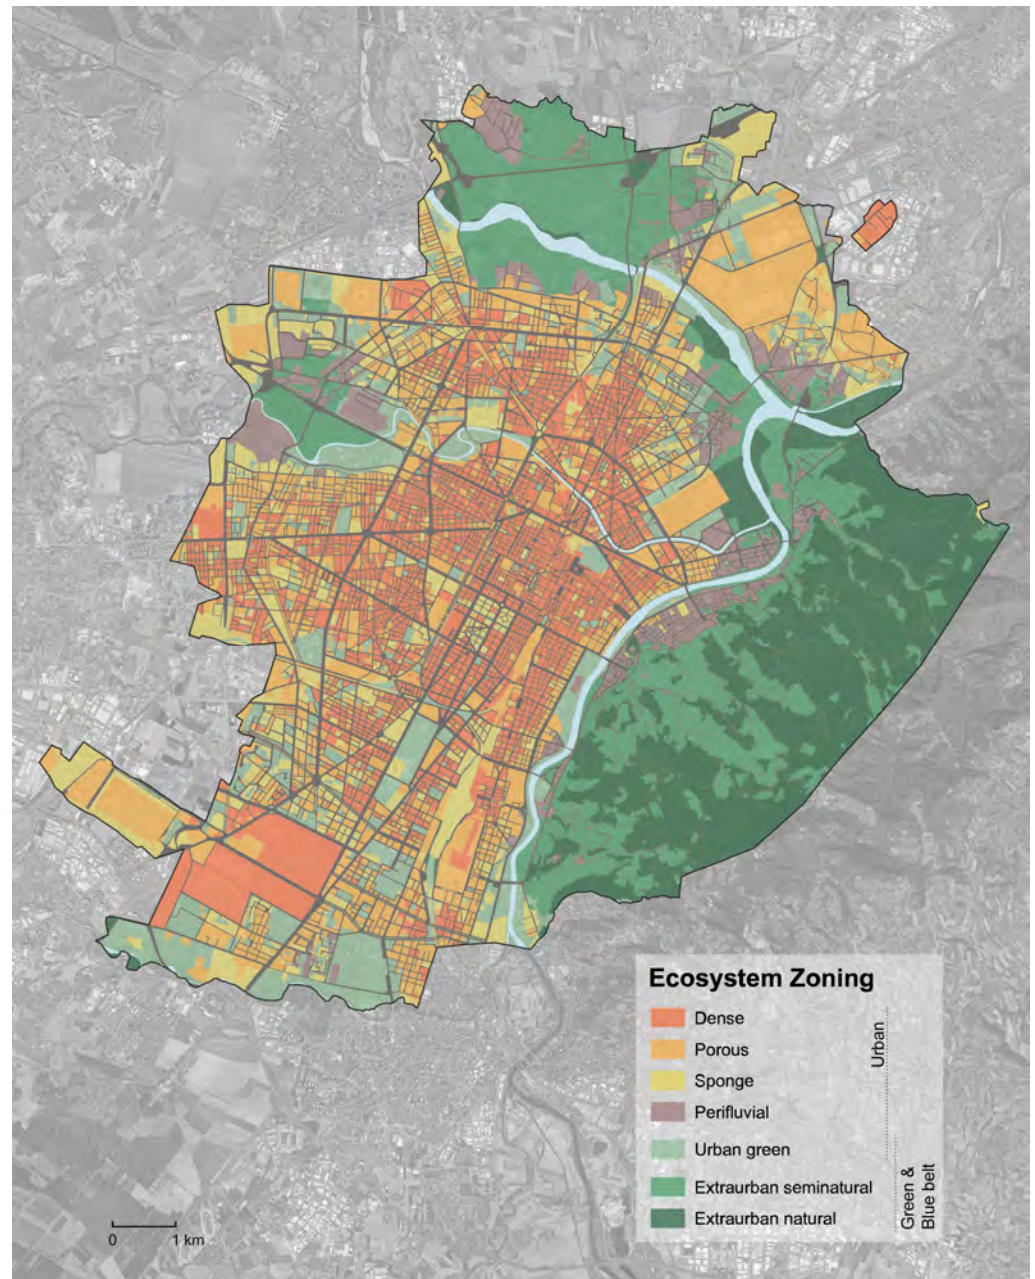 Ecosystem Zoning
Dense
Porous
Sponge
Perifluvial
Urban green
Extraurban seminatural
Extraurban natural
Urban
Green &
Blue belt
0 1 km